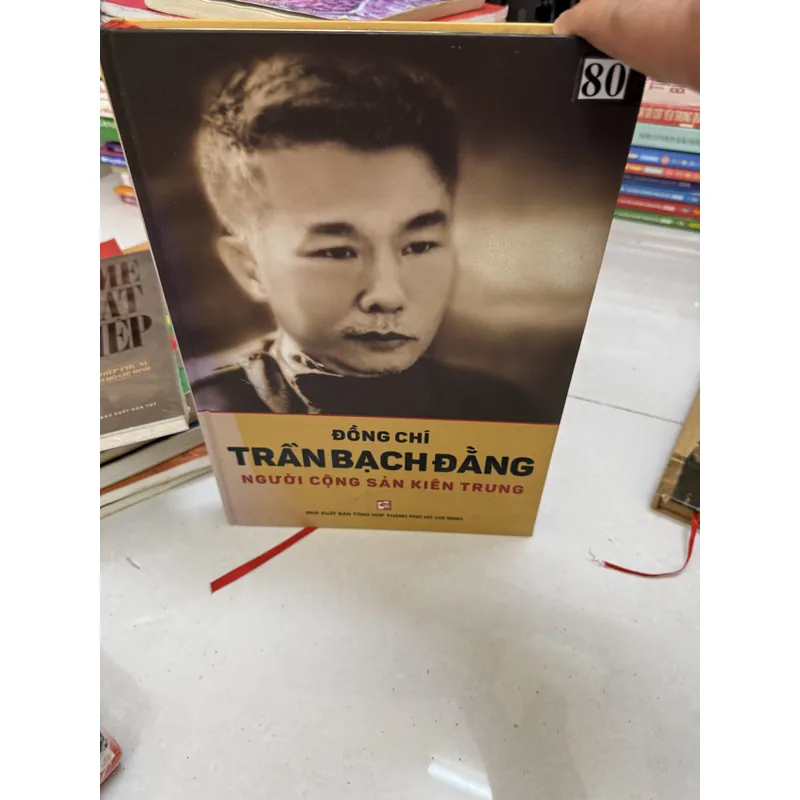 80
ĐỒNG CHÍ
TRẦN BẠCH ĐẰNG
NGƯỜI CỘNG SẢN KIÊN TRUNG
NHÀ XUẤT BẢN TỔNG HỢP THÀNH PHỐ HỒ CHÍ MINH